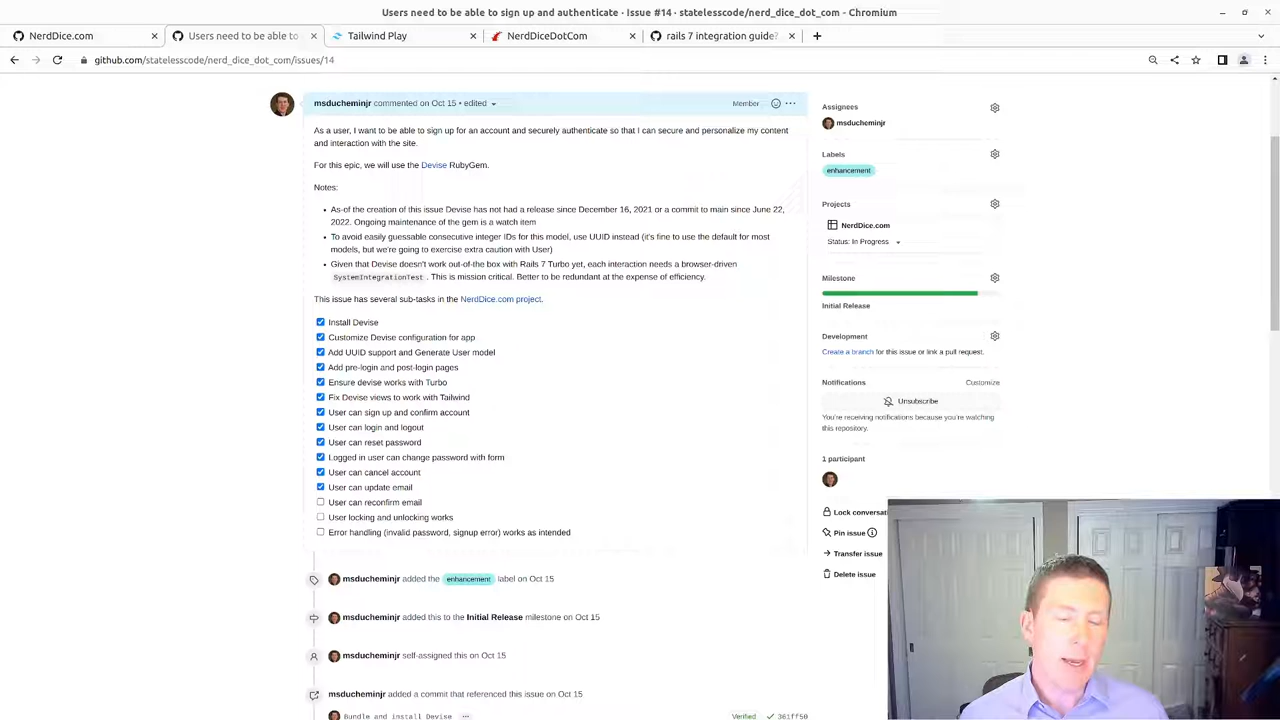 Users need to be able to sign up and authenticate · Issue #14 · statelesscode/nerd_dice_dot_com - Chromium
NerdDice.com
Users need to be able to
Tailwind Play
NerdDiceDotCom
rails 7 integration guide?
github.com/statelesscode/nerd_dice_dot_com/issues/14
msducheminjr commented on Oct 15 • edited
Member
As a user, I want to be able to sign up for an account and securely authenticate so that I can secure and personalize my content
and interaction with the site.
For this epic, we will use the Devise RubyGem.
Notes:
• As-of the creation of this issue Devise has not had a release since December 16, 2021 or a commit to main since June 22,
2022. Ongoing maintenance of the gem is a watch item
• To avoid easily guessable consecutive integer IDs for this model, use UUID instead (it's fine to use the default for most
models, but we're going to exercise extra caution with User)
• Given that Devise doesn't work out-of-the box with Rails 7 Turbo yet, each interaction needs a browser-driven
SystemIntegrationTest . This is mission critical. Better to be redundant at the expense of efficiency.
This issue has several sub-tasks in the NerdDice.com project.
Install Devise
Customize Devise configuration for app
Add UUID support and Generate User model
Add pre-login and post-login pages
Ensure devise works with Turbo
Fix Devise views to work with Tailwind
User can sign up and confirm account
User can login and logout
User can reset password
Logged in user can change password with form
User can cancel account
User can update email
User can reconfirm email
User locking and unlocking works
Error handling (invalid password, signup error) works as intended
msducheminjr added the enhancement label on Oct 15
msducheminjr added this to the Initial Release milestone on Oct 15
msducheminjr self-assigned this on Oct 15
msducheminjr added a commit that referenced this issue on Oct 15
Bundle and install Devise
Verified
361ff50
Assignees
msducheminjr
Labels
enhancement
Projects
NerdDice.com
Status: In Progress
Milestone
Initial Release
Development
Create a branch for this issue or link a pull request.
Notifications
Customize
Unsubscribe
You're receiving notifications because you're watching
this repository.
1 participant
Lock conversat
Pin issue
Transfer issue
Delete issue